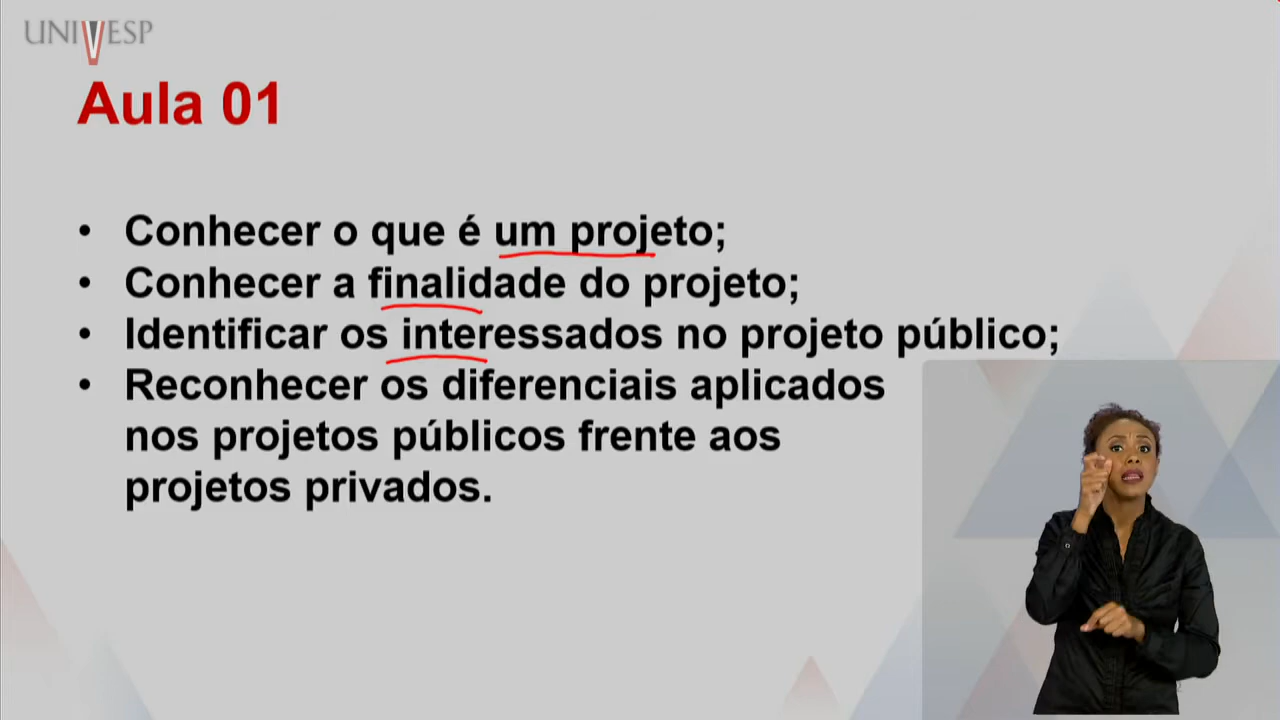 UNIVESP
Aula 01
• Conhecer o que é um projeto;
• Conhecer a finalidade do projeto;
• Identificar os interessados no projeto público;
• Reconhecer os diferenciais aplicados
nos projetos públicos frente aos
projetos privados.